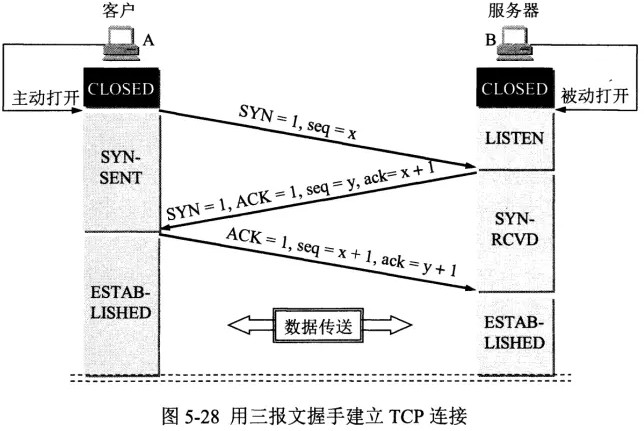 客户
服务器
A
B
CLOSED
CLOSED
主动打开
被动打开
SYN = 1, seq = x
LISTEN
SYN-
SENT
SYN = 1, ACK = 1, seq = y, ack= x + 1
SYN-
RCVD
ACK = 1, seq = x + 1, ack = y + 1
ESTAB-
LISHED
数据传送
ESTAB-
LISHED
图 5-28 用三报文握手建立 TCP 连接